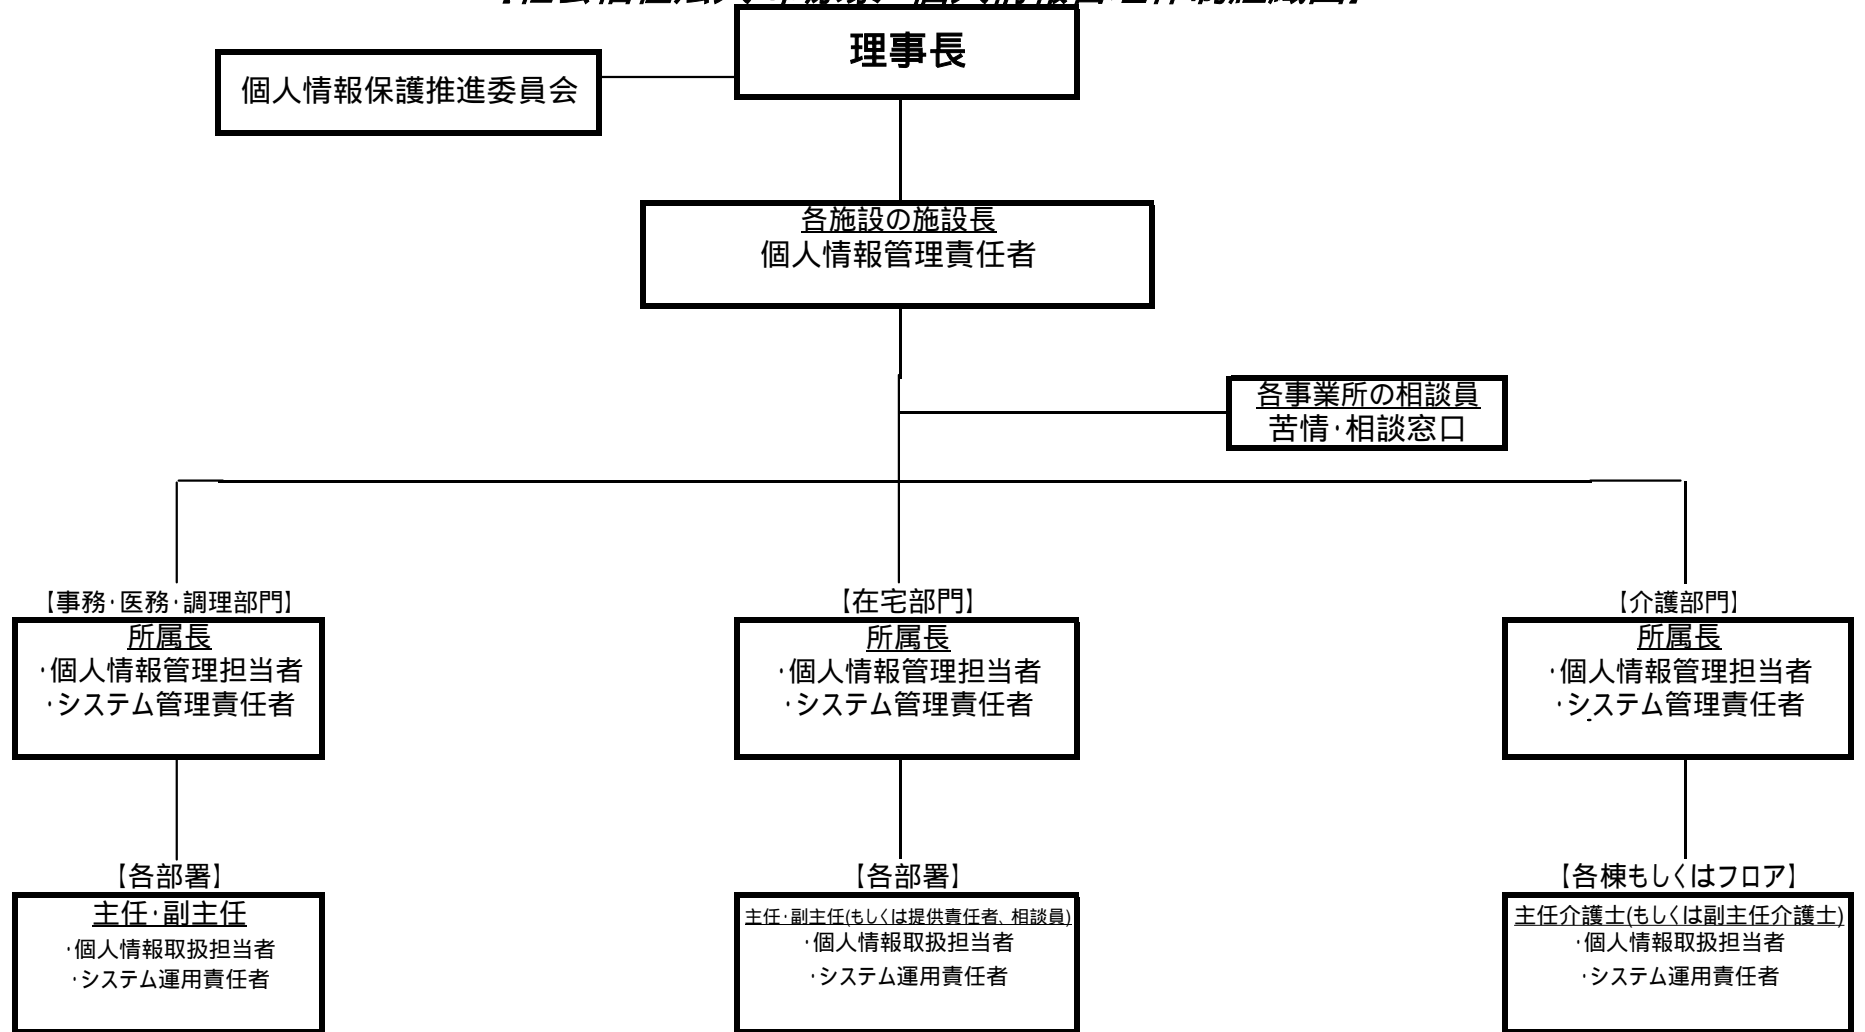 理事長
個人情報保護推進委員会
各施設の施設長
個人情報管理責任者
各事業所の相談員
苦情・相談窓口
【事務・医務・調理部門】
所属長
・個人情報管理担当者
・システム管理責任者
【在宅部門】
所属長
・個人情報管理担当者
・システム管理責任者
【介護部門】
所属長
・個人情報管理担当者
・システム管理責任者
【各部署】
主任・副主任
・個人情報取扱担当者
・システム運用責任者
【各部署】
主任・副主任(もしくは提供責任者、相談員)
・個人情報取扱担当者
・システム運用責任者
【各棟もしくはフロア】
主任介護士(もしくは副主任介護士)
・個人情報取扱担当者
・システム運用責任者